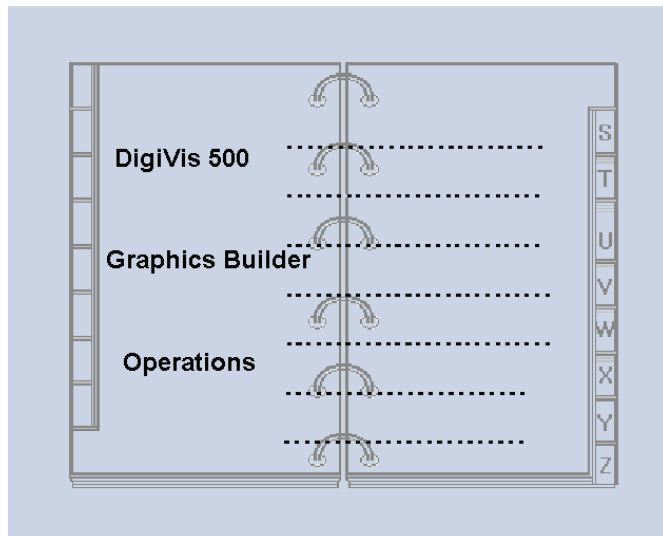 DigiVis 500
Graphics Builder
Operations
S
T
U
V
W
X
Y
Z